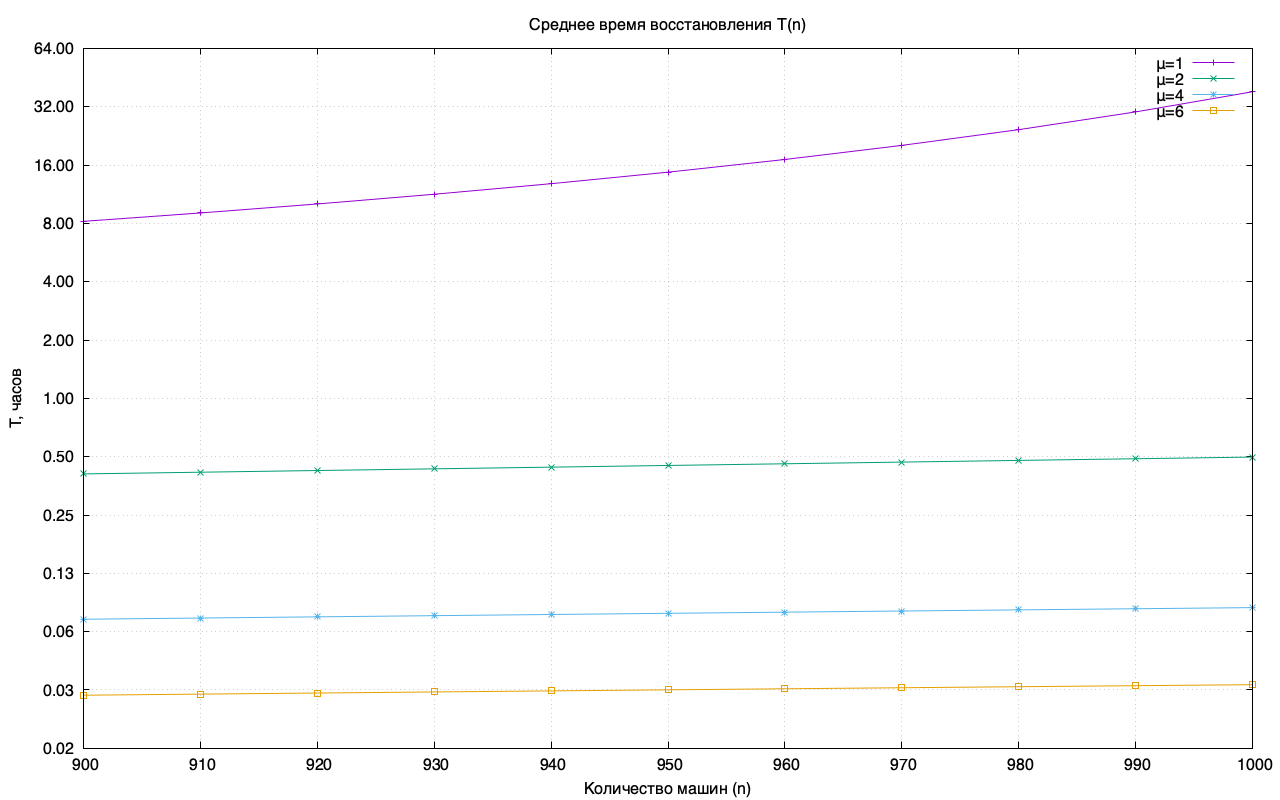 Среднее время восстановления T(n)
64.00
32.00
16.00
8.00
4.00
2.00
1.00
0.50
0.25
0.13
0.06
0.03
0.02
T, часов
µ=1
µ=2
µ=4
µ=6
900 910 920 930 940 950 960 970 980 990 1000
Количество машин (n)